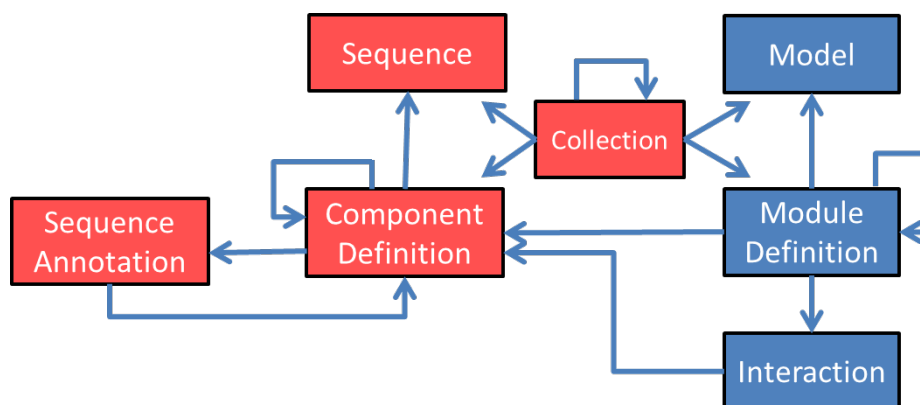 Sequence
Model
Collection
Sequence
Annotation
Component
Definition
Module
Definition
Interaction